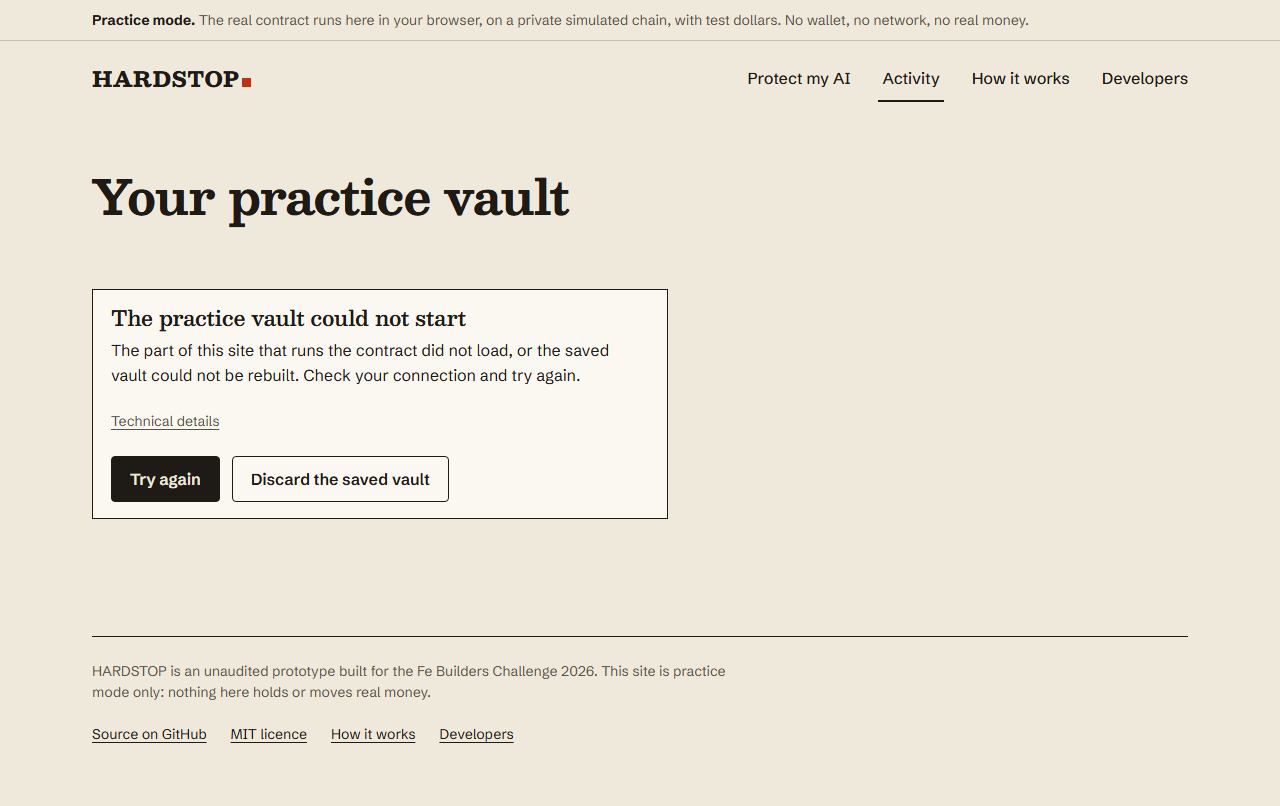 Practice mode. The real contract runs here in your browser, on a private simulated chain, with test dollars. No wallet, no network, no real money.
HARDSTOP
Protect my AI
Activity
How it works
Developers
Your practice vault
The practice vault could not start
The part of this site that runs the contract did not load, or the saved
vault could not be rebuilt. Check your connection and try again.
Technical details
Try again
Discard the saved vault
HARDSTOP is an unaudited prototype built for the Fe Builders Challenge 2026. This site is practice
mode only: nothing here holds or moves real money.
Source on GitHub
MIT licence
How it works
Developers